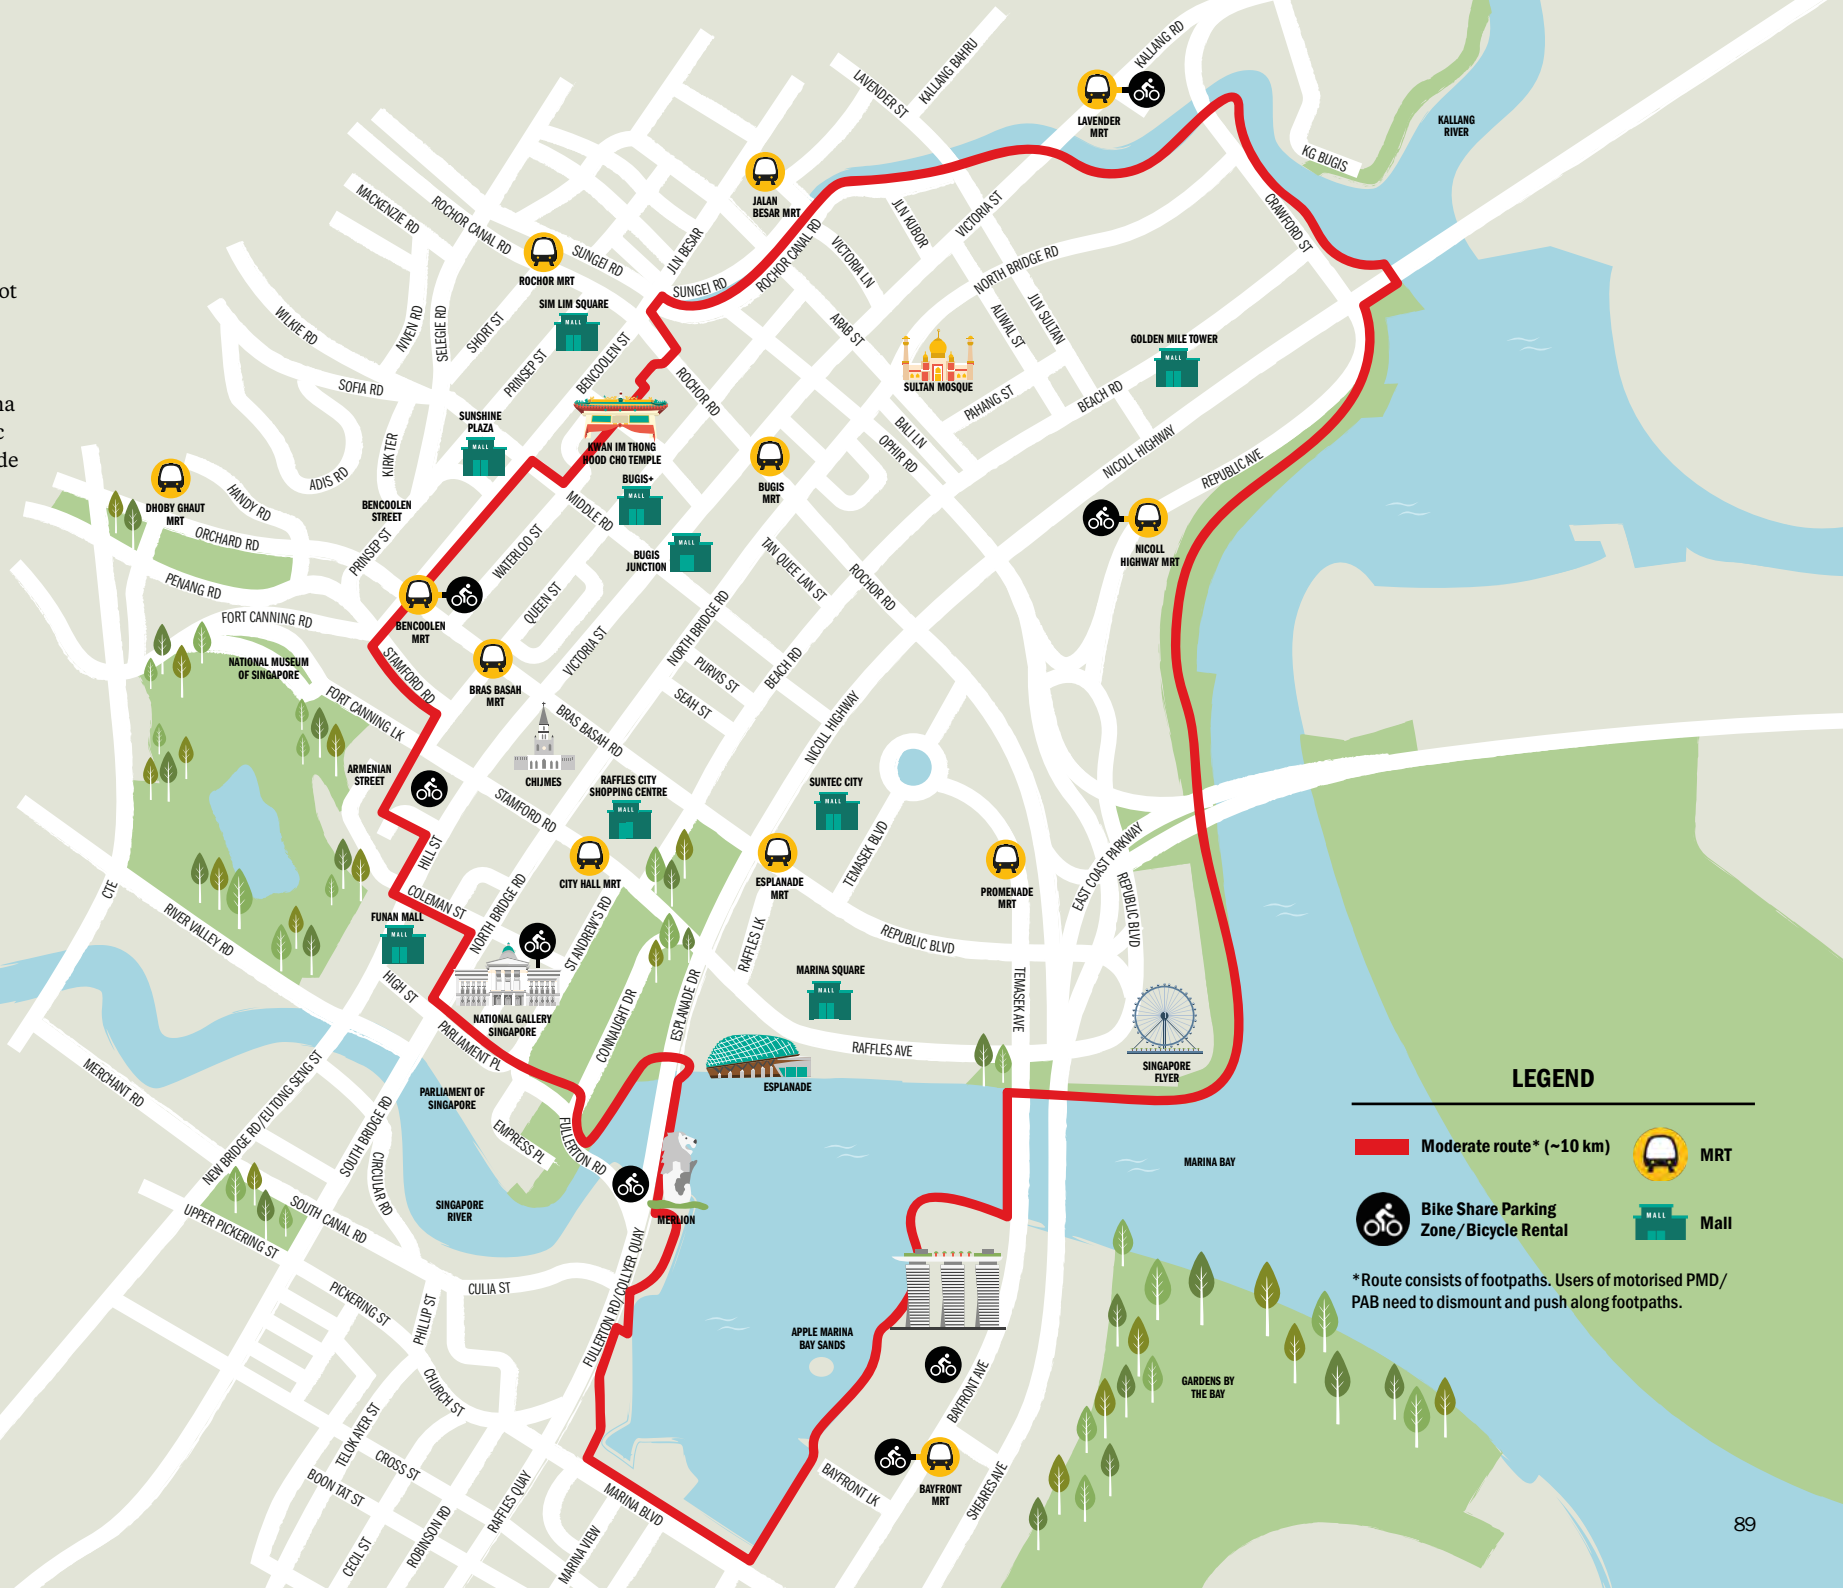 ot
na
c
de
KALLANG RD
KALLANG BAHRU
LAVENDER ST
LAVENDER
MRT
KALLANG
RIVER
KG BUGIS
JALAN
BESAR MRT
MACKENZIE RD
ROCHOR CANAL RD
SUNGEI RD
JLN BESAR
ROCHOR MRT
SUNGEI RD
ROCHOR CANAL RD
VICTORIA LN
JLN KUBOR
VICTORIA ST
NORTH BRIDGE RD
CRAWFORD ST
SIM LIM SQUARE
MALL
WILKIE RD
NIVEN RD
SELEGIE RD
SHORT ST
PRINSEP ST
BENCOOLEN ST
ARAB ST
ALIWAL ST
JLN SULTAN
GOLDEN MILE TOWER
MALL
SULTAN MOSQUE
SOFIA RD
ROCHOR RD
PAHANG ST
BEACH RD
SUNSHINE
PLAZA
MALL
KWAN IM THONG
HOOD CHO TEMPLE
BALI LN
OPHIR RD
NICOLL HIGHWAY
REPUBLIC AVE
KIRK TER
ADIS RD
BUGIS+
MALL
BUGIS
MRT
DHOBY GHAUT
MRT
HANDY RD
BENCOOLEN
STREET
MIDDLE RD
ORCHARD RD
PRINSEP ST
WATERLOO ST
BUGIS
JUNCTION
MALL
TAN QUEE LAN ST
ROCHOR RD
NICOLL
HIGHWAY MRT
PENANG RD
FORT CANNING RD
BENCOOLEN
MRT
QUEEN ST
VICTORIA ST
NORTH BRIDGE RD
PURVIS ST
BEACH RD
SEAH ST
NATIONAL MUSEUM
OF SINGAPORE
STAMFORD RD
BRAS BASAH
MRT
FORT CANNING LK
BRAS BASAH RD
NICOLL HIGHWAY
ARMENIAN
STREET
CHIJMES
RAFFLES CITY
SHOPPING CENTRE
MALL
SUNTEC CITY
MALL
STAMFORD RD
HILL ST
CITY HALL MRT
ESPLANADE
MRT
TEMASEK BLVD
PROMENADE
MRT
EAST COAST PARKWAY
REPUBLIC BLVD
CTE
RIVER VALLEY RD
COLEMAN ST
FUNAN MALL
MALL
NORTH BRIDGE RD
ST ANDREW'S RD
RAFFLES LK
REPUBLIC BLVD
HIGH ST
ESPLANADE DR
MARINA SQUARE
MALL
TEMASEK AVE
NATIONAL GALLERY
SINGAPORE
PARLIAMENT PL
CONNAUGHT DR
RAFFLES AVE
SINGAPORE
FLYER
ESPLANADE
MERCHANT RD
NEW BRIDGE RD/EU TONG SENG ST
PARLIAMENT OF
SINGAPORE
SOUTH BRIDGE RD
CIRCULAR RD
EMPRESS PL
FULLERTON RD
MARINA BAY
SINGAPORE
RIVER
MERLION
SOUTH CANAL RD
UPPER PICKERING ST
PICKERING ST
CULIA ST
PHILLIP ST
FULLERTON RD/COLLYER QUAY
APPLE MARINA
BAY SANDS
CHURCH ST
BAYFRONT AVE
GARDENS BY
THE BAY
TELOK AYER ST
CROSS ST
BOON TAT ST
RAFFLES QUAY
ROBINSON RD
CECIL ST
MARINA BLVD
MARINA VIEW
BAYFRONT LK
BAYFRONT
MRT
SHEARES AVE
LEGEND
Moderate route* (~10 km)
MRT
Bike Share Parking
Zone/Bicycle Rental
MALL
Mall
*Route consists of footpaths. Users of motorised PMD/
PAB need to dismount and push along footpaths.
89